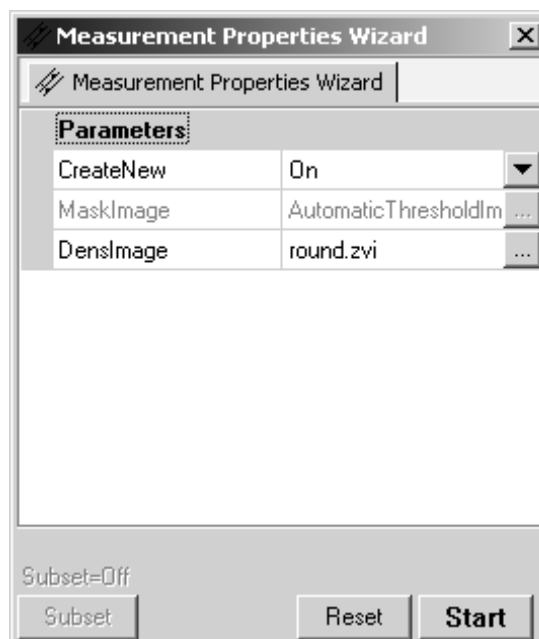 Measurement Properties Wizard
Measurement Properties Wizard
Parameters
CreateNew On
MaskImage AutomaticThresholdIm ...
DensImage round.zvi ...
Subset=Off
Subset Reset Start